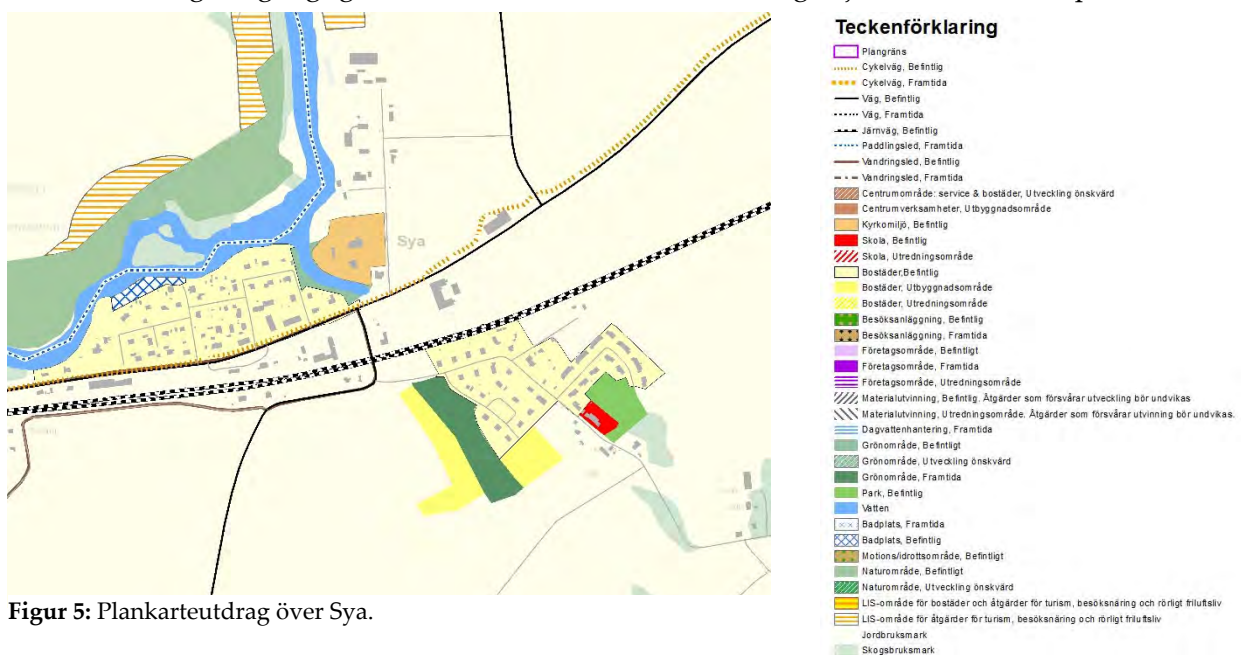 Teckenförklaring
Plangräns
Cykelväg, Befintlig
Cykelväg, Framtida
Väg, Befintlig
Väg, Framtida
Järnväg, Befintlig
Paddlingsled, Framtida
Vandringsled, Befintlig
Vandringsled, Framtida
Centrumområde: service & bostäder, Utveckling önskvärd
Centrumverksamheter, Utbyggnadsområde
Kyrkomiljö, Befintlig
Skola, Befintlig
Skola, Utredningsområde
Bostäder,Befintlig
Bostäder, Utbyggnadsområde
Bostäder, Utredningsområde
Besöksanläggning, Befintlig
Besöksanläggning, Framtida
Företagsområde, Befintligt
Företagsområde, Framtida
Företagsområde, Utredningsområde
Materialutvinning, Befintlig. Åtgärder som försvårar utveckling bör undvikas
Materialutvinning, Utredningsområde. Åtgärder som försvårar utvinning bör undvikas.
Dagvattenhantering, Framtida
Grönområde, Befintligt
Grönområde, Utveckling önskvärd
Grönområde, Framtida
Park, Befintlig
Vatten
Badplats, Framtida
Badplats, Befintlig
Motions/idrottsområde, Befintligt
Naturområde, Befintligt
Naturområde, Utveckling önskvärd
LIS-område för bostäder och åtgärder för turism, besöksnäring och rörligt friluftsliv
LIS-område för åtgärder för turism, besöksnäring och rörligt friluftsliv
Jordbruksmark
Skogsbruksmark
Sya
Figur 5: Plankarteutdrag över Sya.